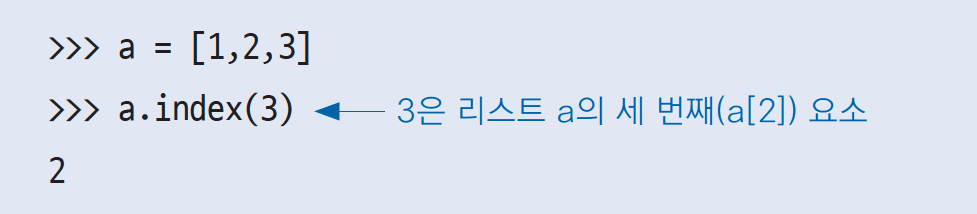 >>> a = [1,2,3]
>>> a.index(3) 3은 리스트 a의 세 번째(a[2]) 요소
2